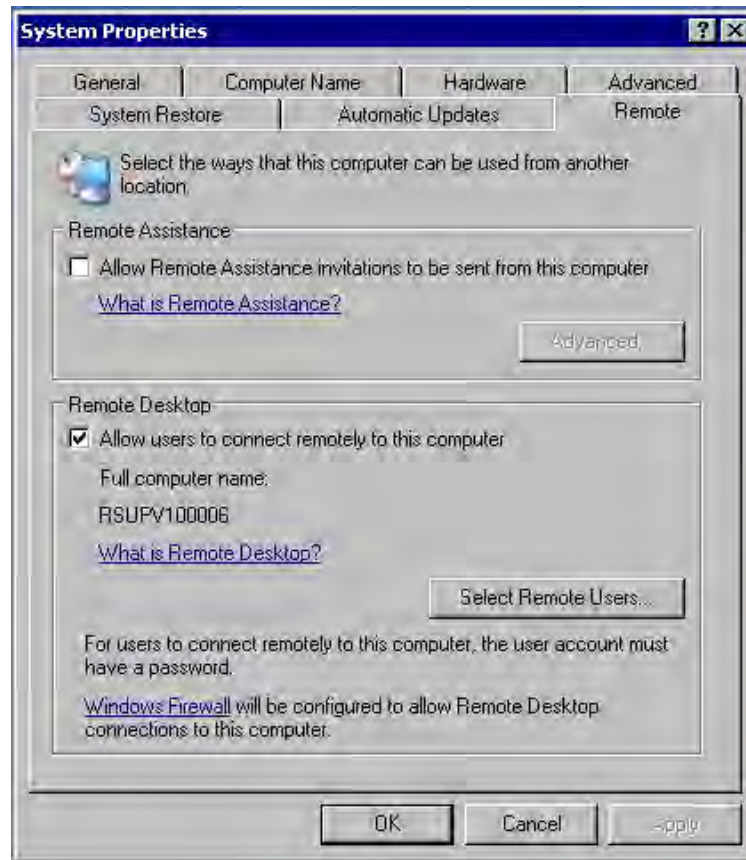 System Properties
General
Computer Name
Hardware
Advanced
System Restore
Automatic Updates
Remote
Select the ways that this computer can be used from another
location.
Remote Assistance
Allow Remote Assistance invitations to be sent from this computer
What is Remote Assistance?
Advanced.
Remote Desktop
Allow users to connect remotely to this computer
Full computer name:
RSUPV100006
What is Remote Desktop?
Select Remote Users...
For users to connect remotely to this computer, the user account must
have a password.
Windows Firewall will be configured to allow Remote Desktop
connections to this computer.
OK
Cancel
Apply